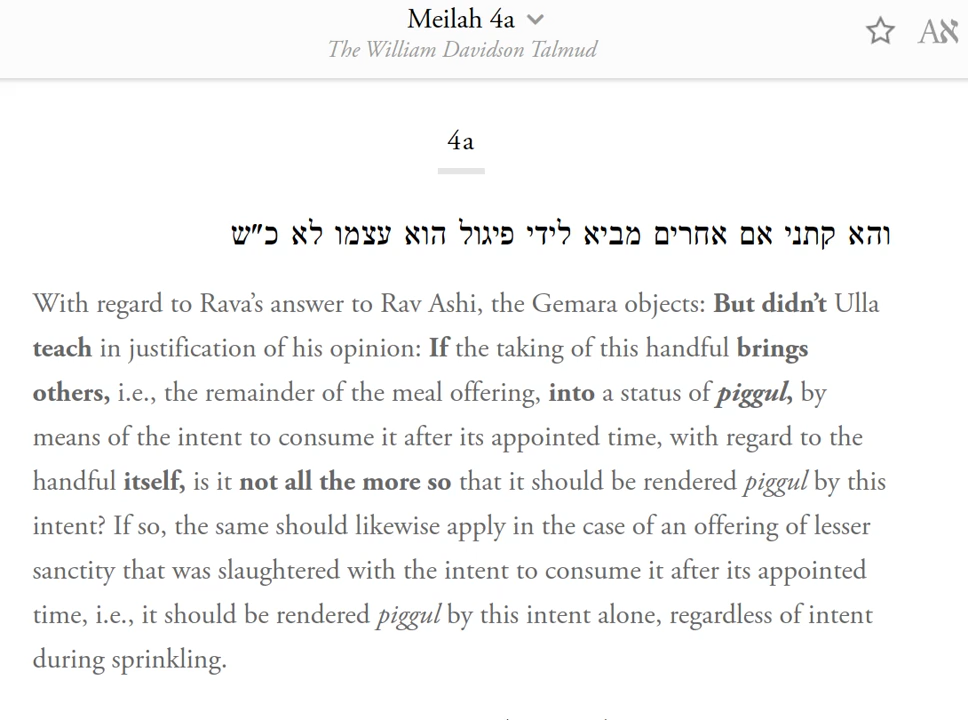 Meilah 4a
The William Davidson Talmud
Aא
4a
והא קתני אם אחרים מביא לידי פיגול הוא עצמו לא כ״ש
With regard to Rava’s answer to Rav Ashi, the Gemara objects: But didn’t Ulla
teach in justification of his opinion: If the taking of this handful brings
others, i.e., the remainder of the meal offering, into a status of piggul, by
means of the intent to consume it after its appointed time, with regard to the
handful itself, is it not all the more so that it should be rendered piggul by this
intent? If so, the same should likewise apply in the case of an offering of lesser
sanctity that was slaughtered with the intent to consume it after its appointed
time, i.e., it should be rendered piggul by this intent alone, regardless of intent
during sprinkling.